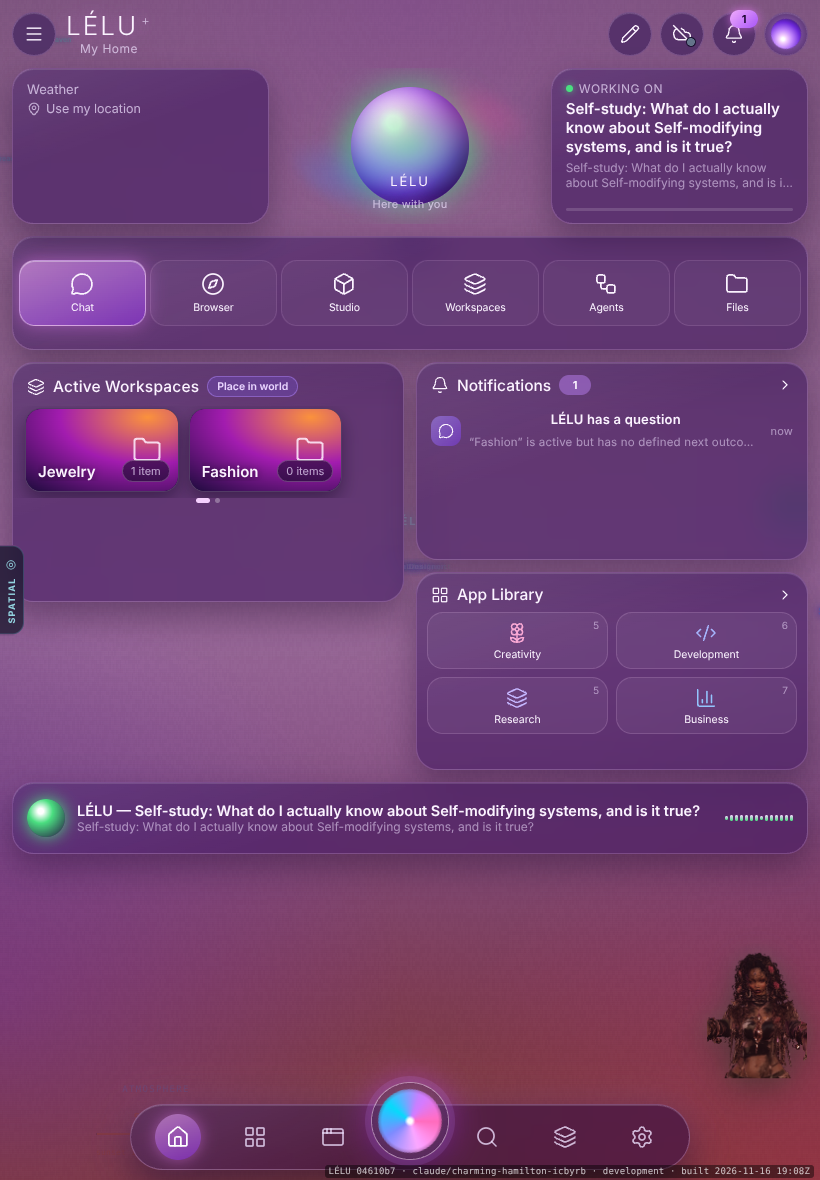 LÉLU +
My Home
1
Weather
Use my location
LÉLU
Here with you
WORKING ON
Self-study: What do I actually
know about Self-modifying
systems, and is it true?
Self-study: What do I actually know
about Self-modifying systems, and is i...
Chat
Browser
Studio
Workspaces
Agents
Files
Active Workspaces
Place in world
Jewelry
1 item
Fashion
0 items
Notifications
1
LÉLU has a question
“Fashion” is active but has no defined next outco...
now
SPATIAL
App Library
Creativity
5
Development
6
Research
5
Business
7
LÉLU — Self-study: What do I actually know about Self-modifying systems, and is it true?
Self-study: What do I actually know about Self-modifying systems, and is it true?
LÉLU 04610b7 · claude/charming-hamilton-icbyrb · development · built 2026-11-16 19:08Z